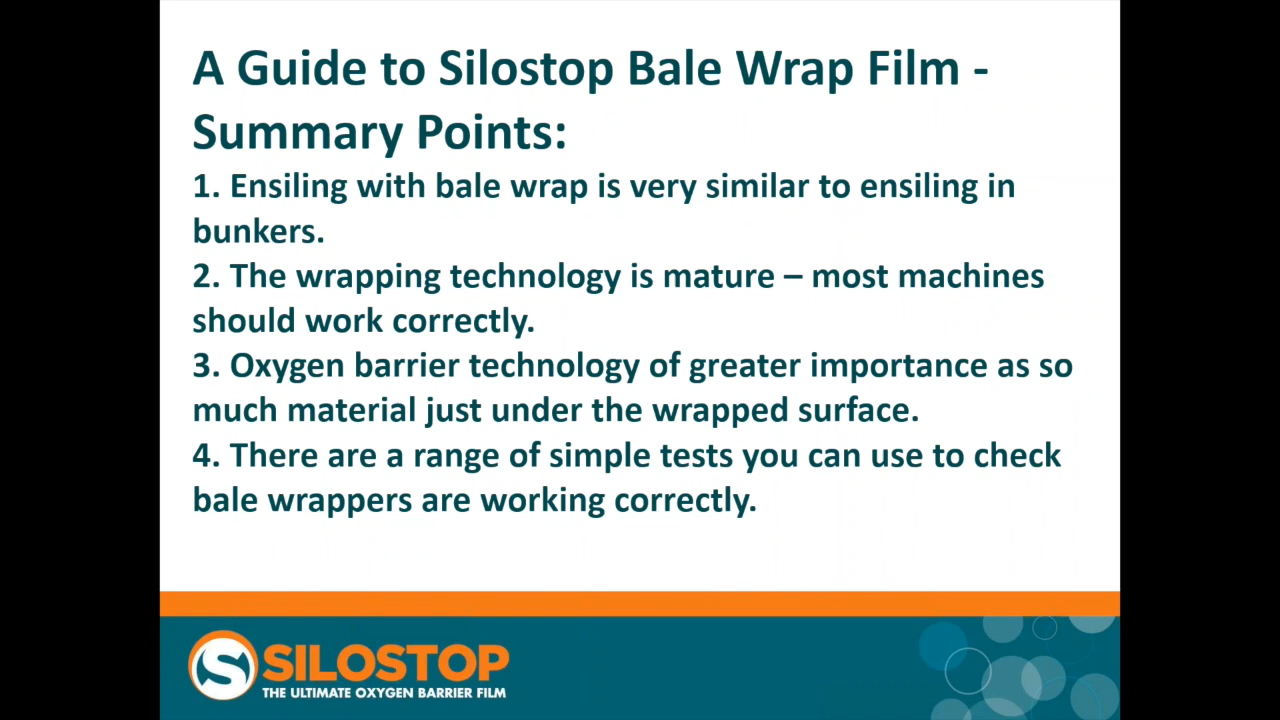 A Guide to Silostop Bale Wrap Film -
Summary Points:
1. Ensiling with bale wrap is very similar to ensiling in
bunkers.
2. The wrapping technology is mature – most machines
should work correctly.
3. Oxygen barrier technology of greater importance as so
much material just under the wrapped surface.
4. There are a range of simple tests you can use to check
bale wrappers are working correctly.
SILOSTOP
THE ULTIMATE OXYGEN BARRIER FILM